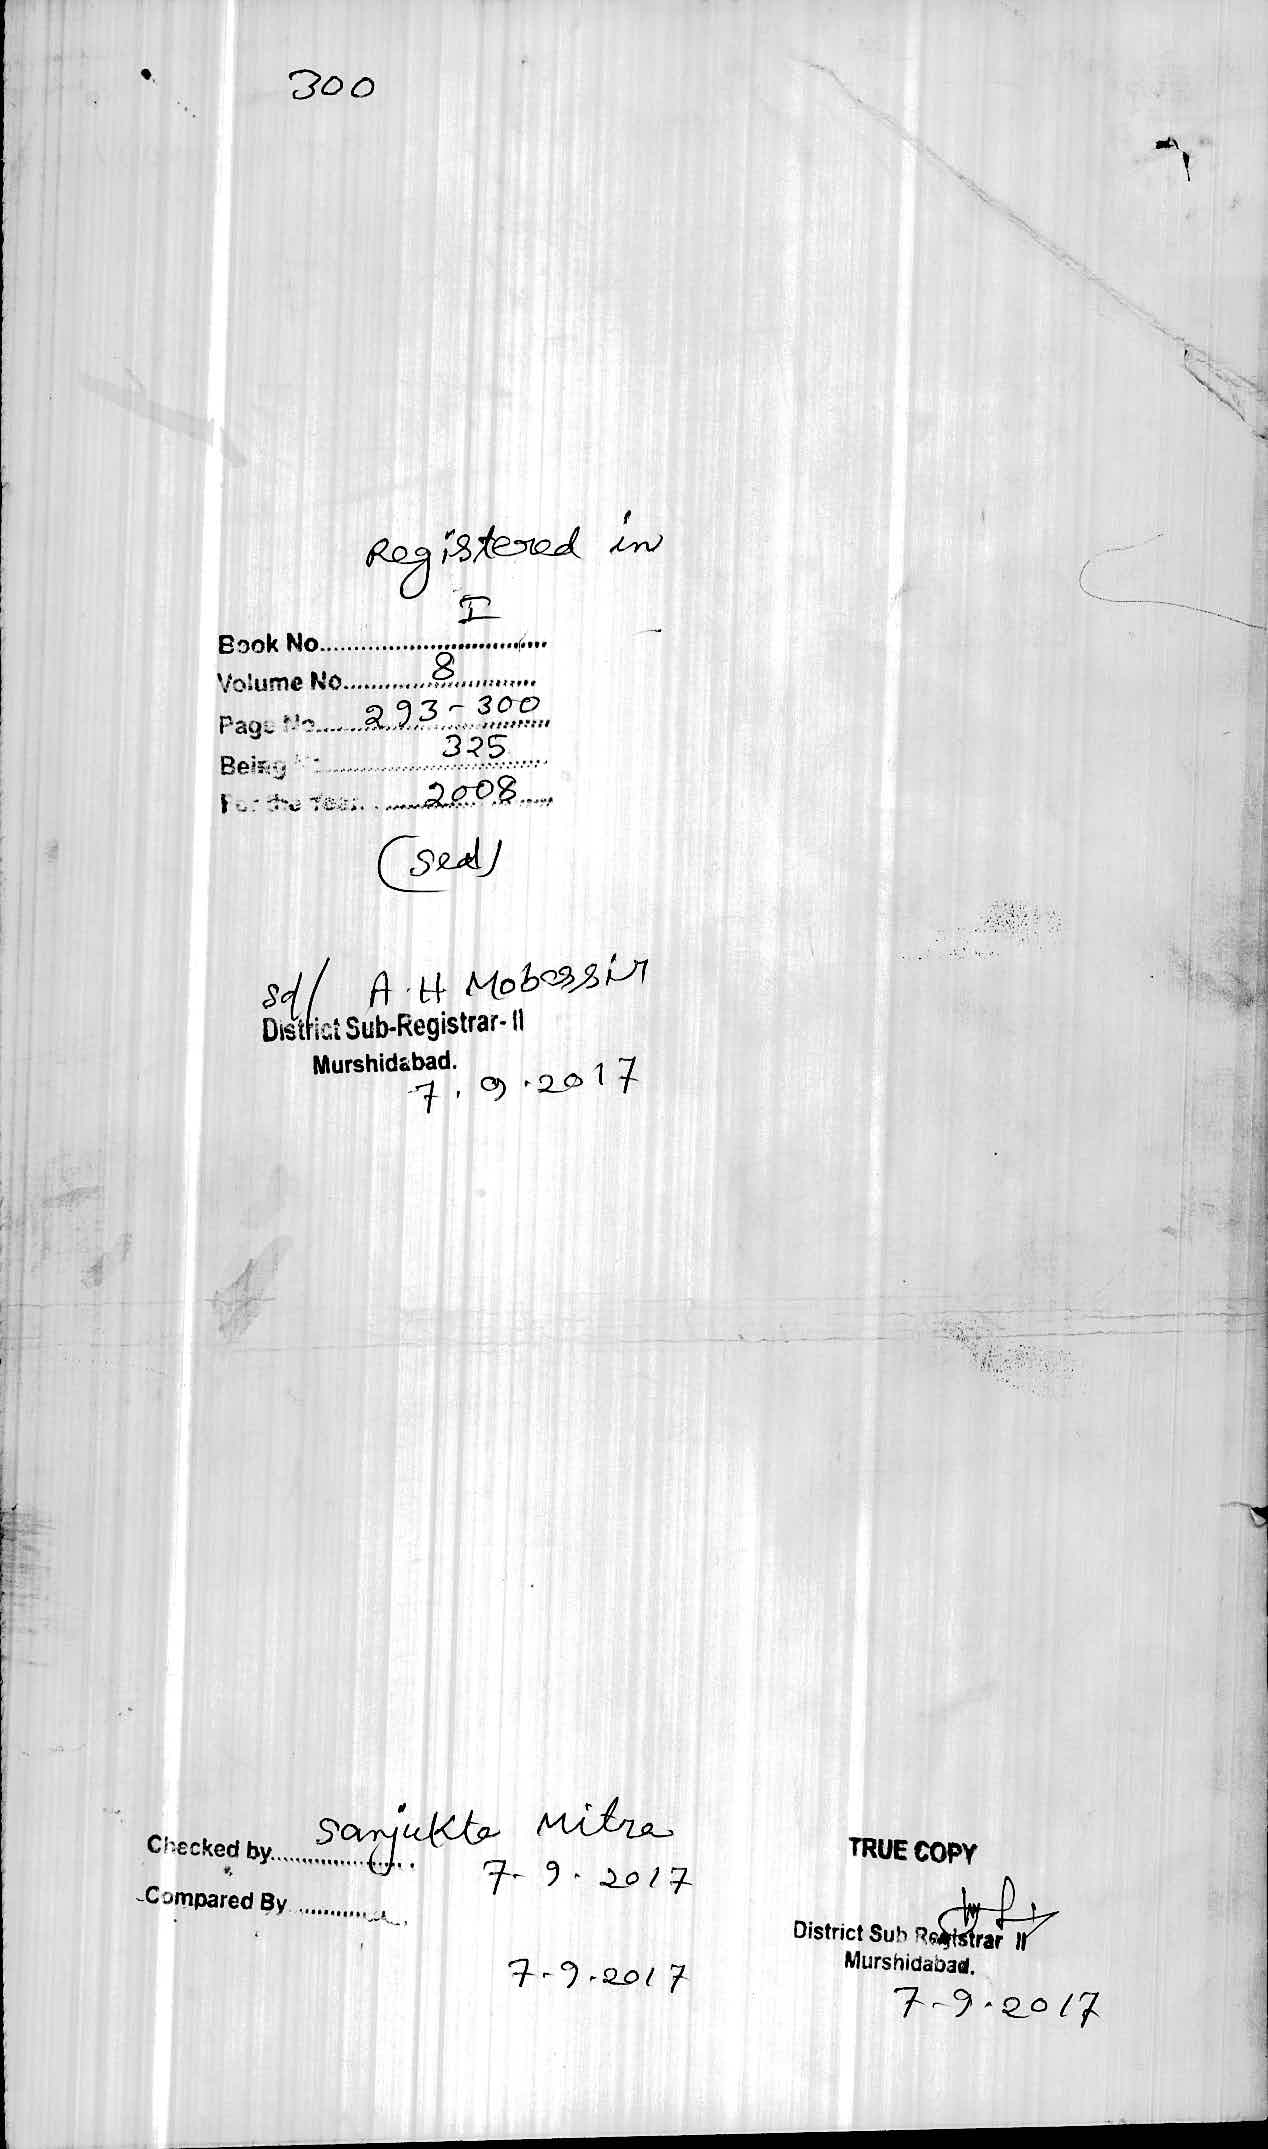 300
Registered in
I
Book No..................................
Volume No............8................
Page No.......293-300
Being No...............325
For the Year..........2008
(Seal)
sd/ A.H Mobassir
District Sub-Registrar-II
Murshidabad.
7.9.2017
Checked by.......Sanjukta Mitra
7-9-2017
Compared By
7-9-2017
TRUE COPY
District Sub Registrar II
Murshidabad.
7-9-2017